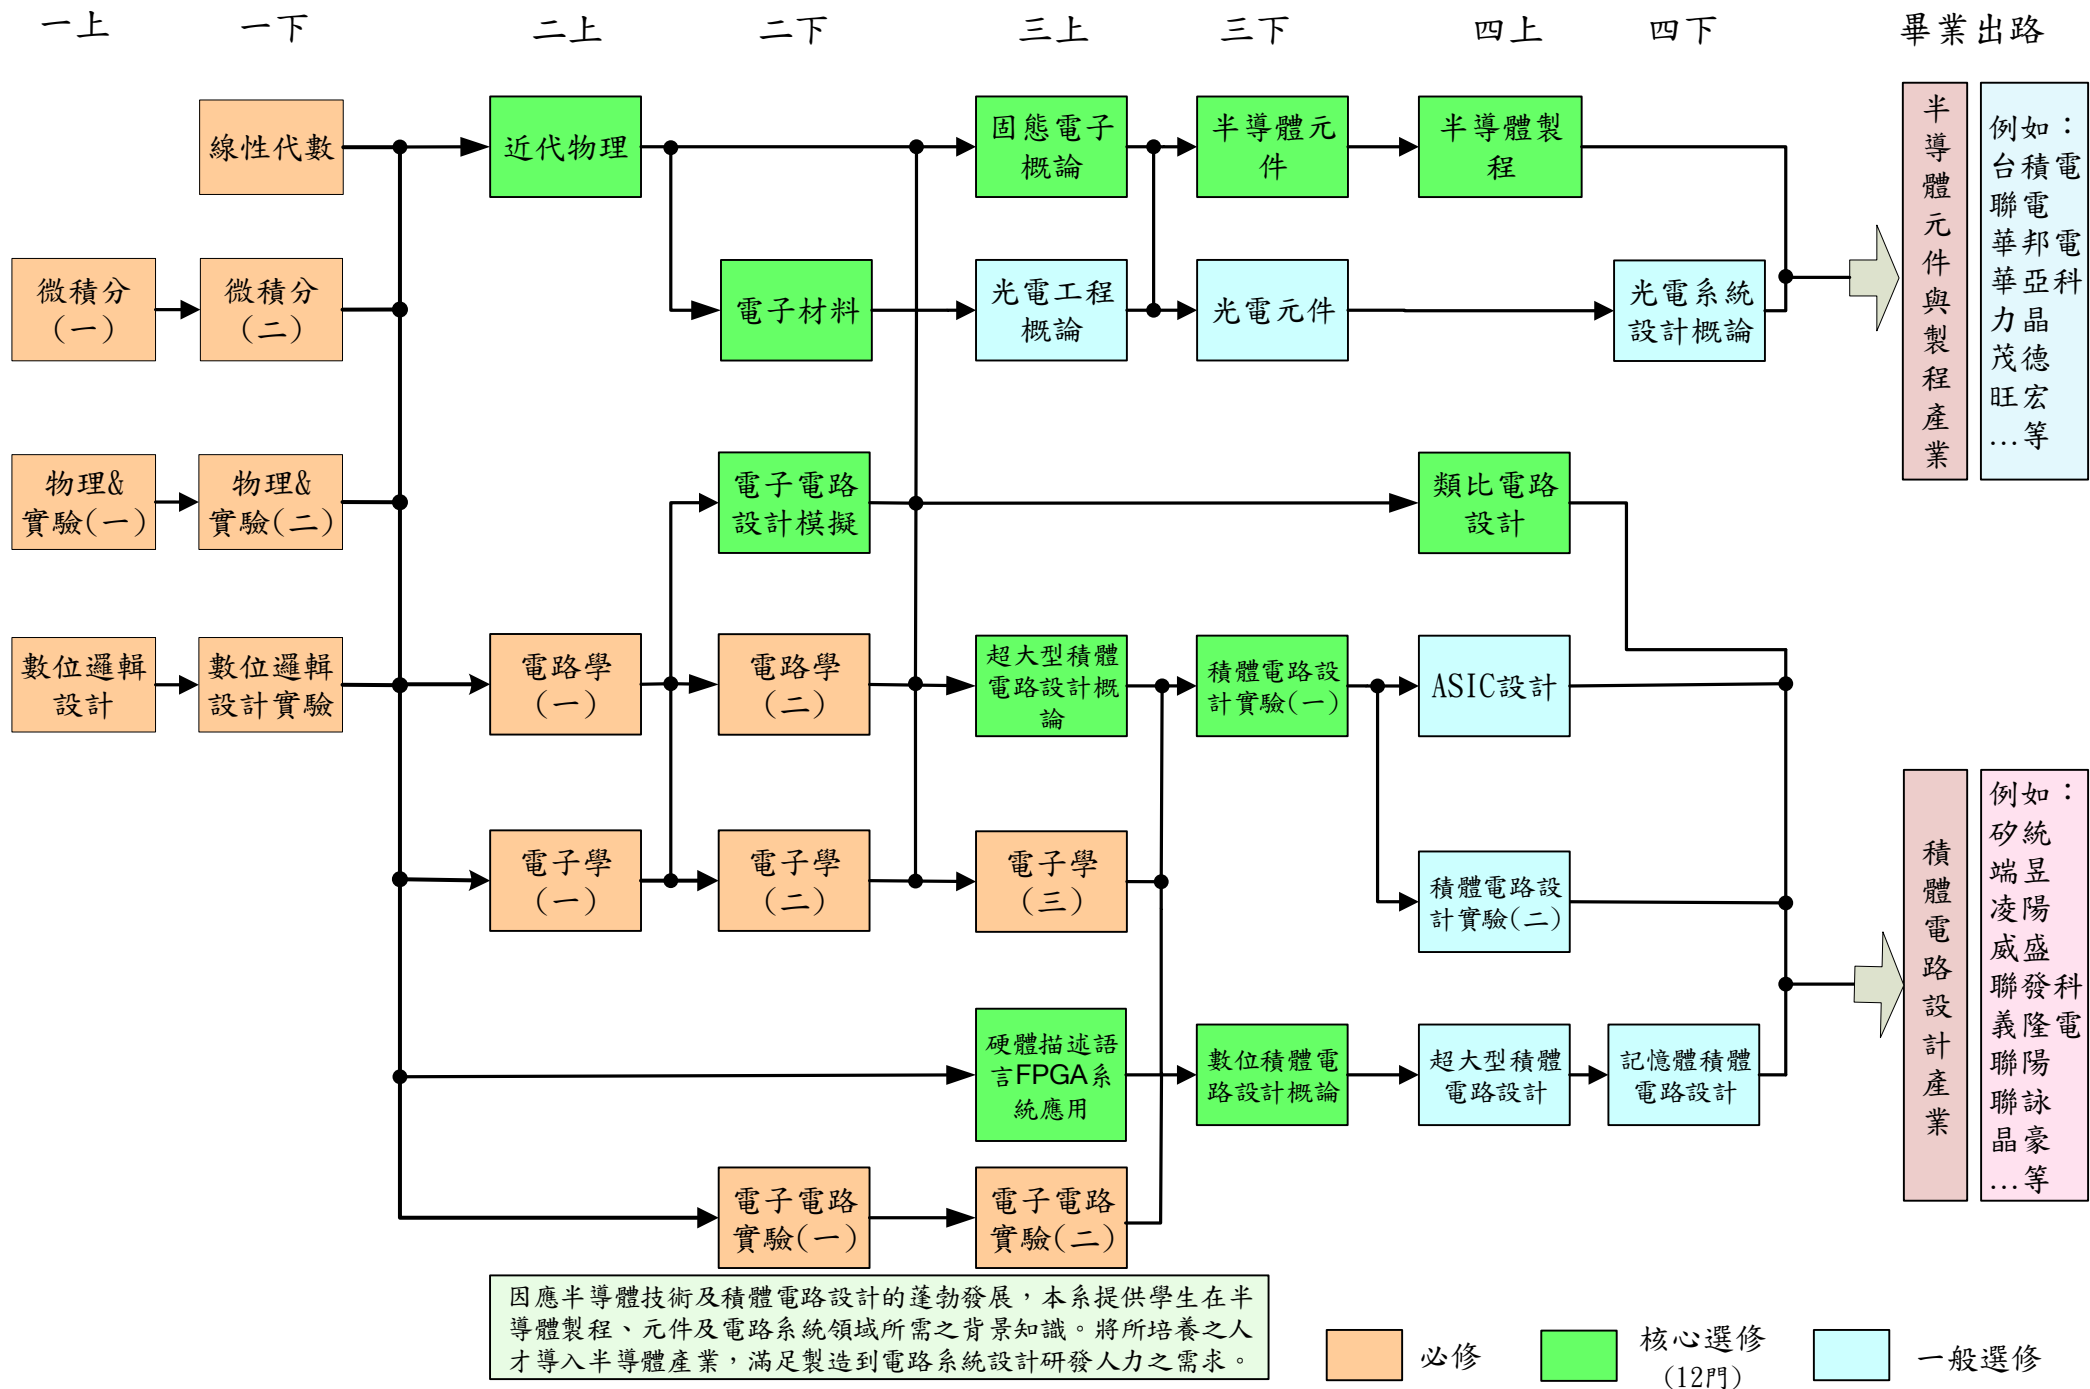 一上
一下
二上
二下
三上
三下
四上
四下
畢業出路
線性代數
近代物理
固態電子
概論
半導體元
件
半導體製
程
微積分
(一)
微積分
(二)
電子材料
光電工程
概論
光電元件
光電系統
設計概論
半導體元件與製程產業
例如：
台積電
聯電
華邦電
華亞科
力晶
茂德
旺宏
...等
物理&
實驗(一)
物理&
實驗(二)
電子電路
設計模擬
類比電路
設計
數位邏輯
設計
數位邏輯
設計實驗
電路學
(一)
電路學
(二)
超大型積體
電路設計概
論
積體電路設
計實驗(一)
ASIC設計
電子學
(一)
電子學
(二)
電子學
(三)
積體電路設
計實驗(二)
積體電路設計產業
例如：
矽統
端昱
凌陽
威盛
聯發科
義隆電
聯陽
聯詠
晶豪
...等
硬體描述語
言FPGA系
統應用
數位積體電
路設計概論
超大型積體
電路設計
記憶體積體
電路設計
電子電路
實驗(一)
電子電路
實驗(二)
因應半導體技術及積體電路設計的蓬勃發展，本系提供學生在半
導體製程、元件及電路系統領域所需之背景知識。將所培養之人
才導入半導體產業，滿足製造到電路系統設計研發人力之需求。
必修
核心選修
(12門)
一般選修